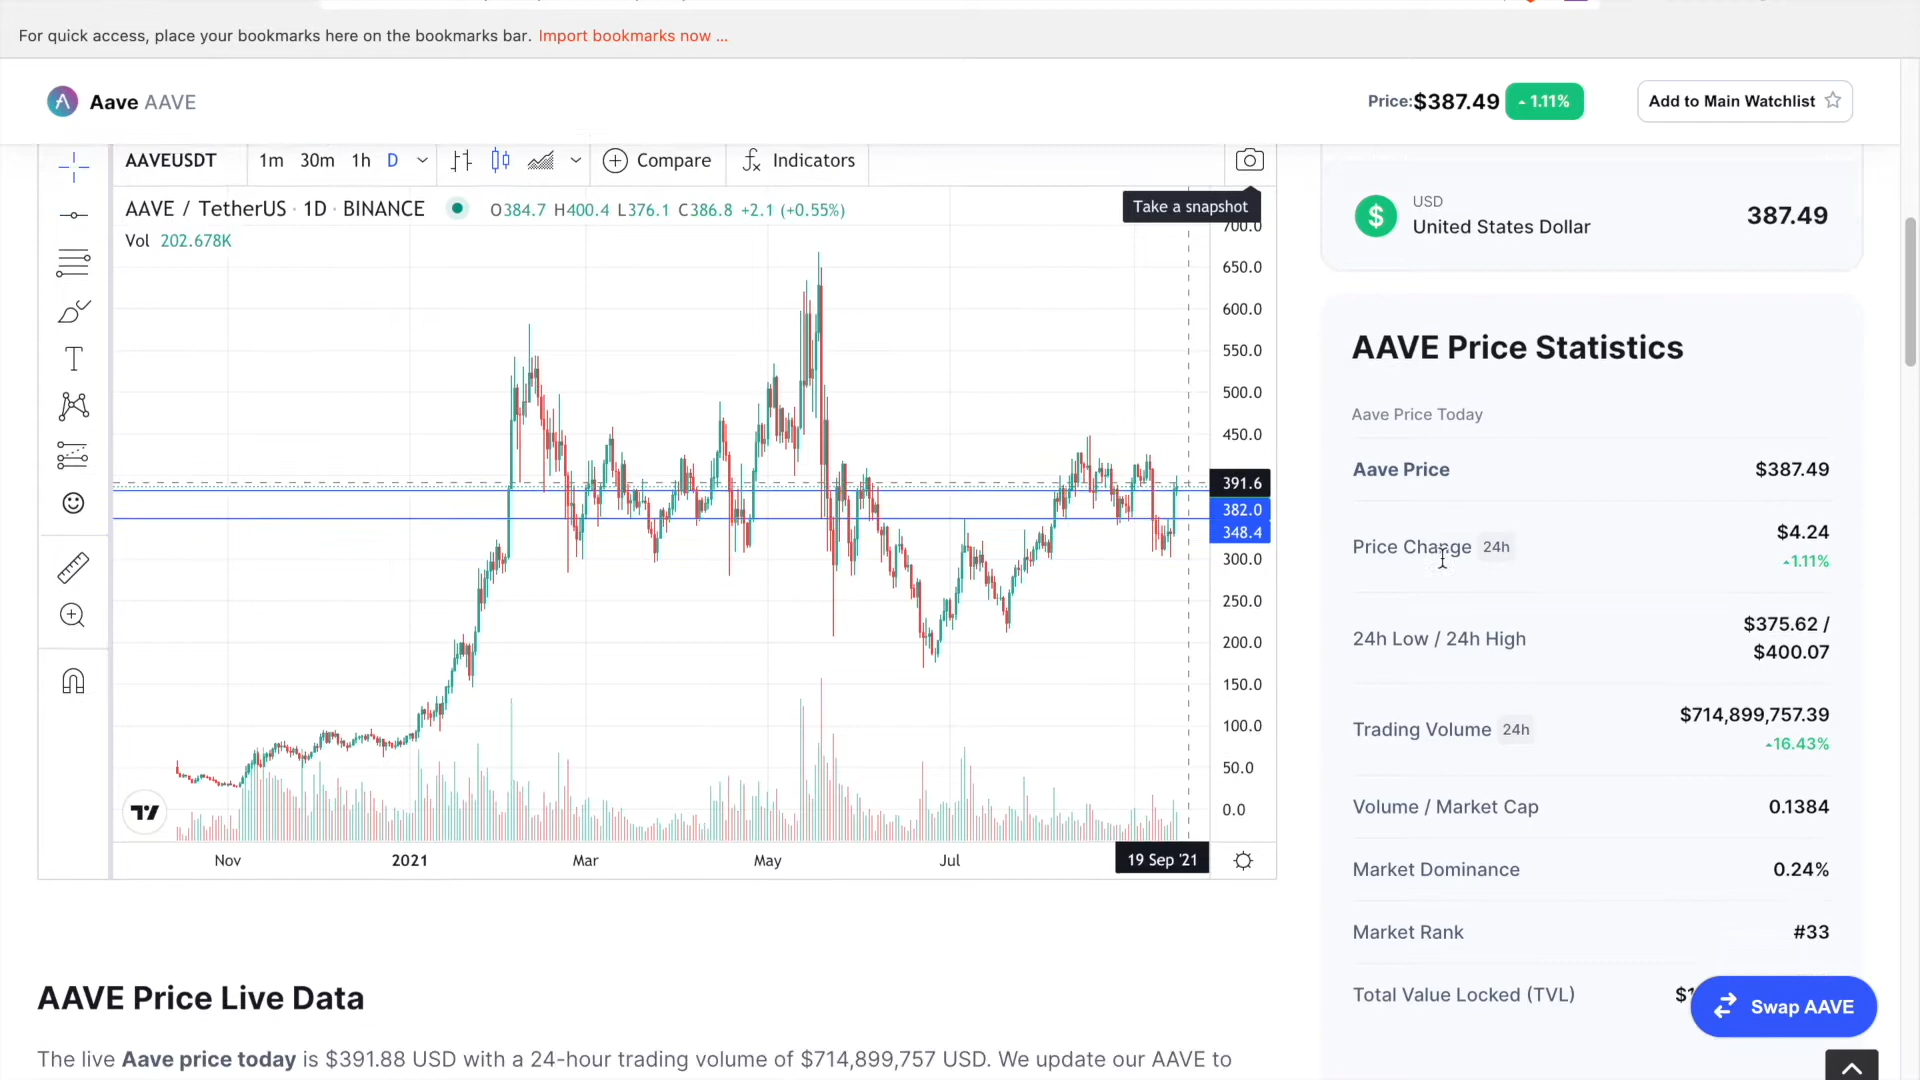 For quick access, place your bookmarks here on the bookmarks bar. Import bookmarks now ...
Aave AAVE
Price:$387.49 1.11%
Add to Main Watchlist
AAVEUSDT 1m 30m 1h D Compare Indicators
AAVE / TetherUS · 1D · BINANCE O384.7 H400.4 L376.1 C386.8 +2.1 (+0.55%)
Vol 202.678K
Take a snapshot
700.0
650.0
600.0
550.0
500.0
450.0
391.6
382.0
348.4
300.0
250.0
200.0
150.0
100.0
50.0
0.0
Nov 2021 Mar May Jul 19 Sep '21
USD
United States Dollar 387.49
AAVE Price Statistics
Aave Price Today
Aave Price $387.49
Price Change 24h $4.24
1.11%
24h Low / 24h High $375.62 /
$400.07
Trading Volume 24h $714,899,757.39
16.43%
Volume / Market Cap 0.1384
Market Dominance 0.24%
Market Rank #33
Total Value Locked (TVL)
Swap AAVE
AAVE Price Live Data
The live Aave price today is $391.88 USD with a 24-hour trading volume of $714,899,757 USD. We update our AAVE to